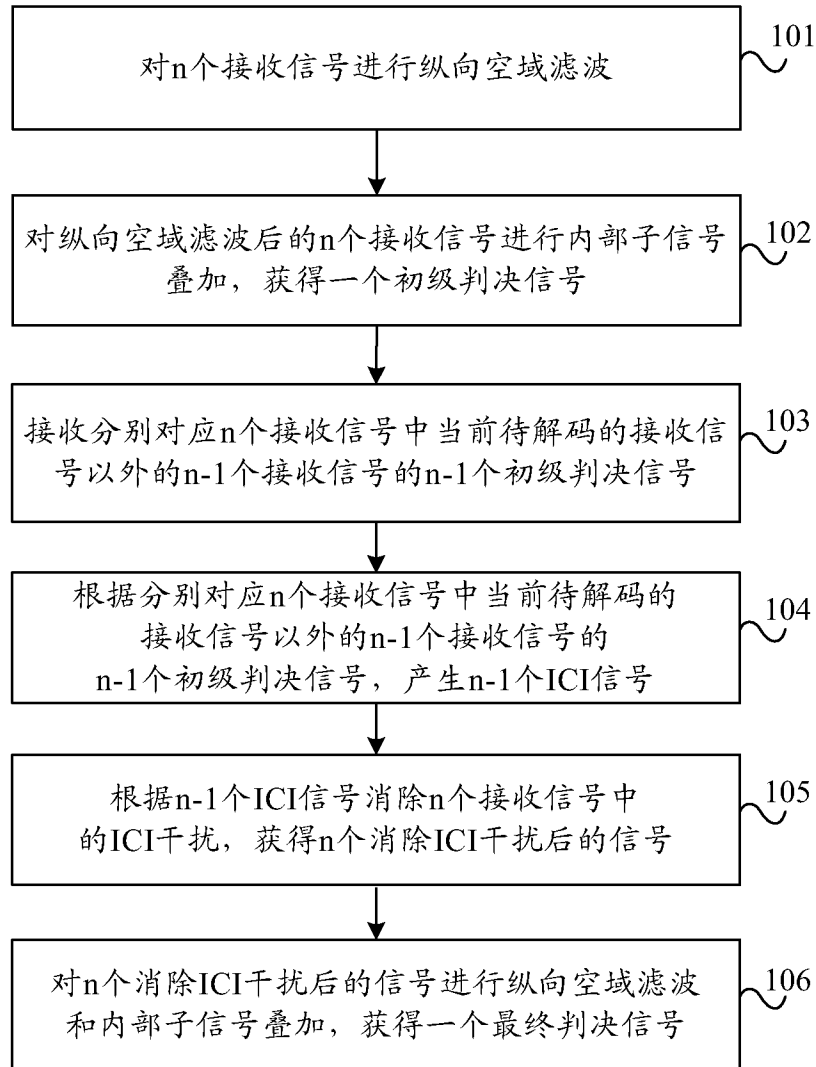 对n个接收信号进行纵向空域滤波
101
对纵向空域滤波后的n个接收信号进行内部子信号
叠加，获得一个初级判决信号
102
接收分别对应n个接收信号中当前待解码的接收信
号以外的n-1个接收信号的n-1个初级判决信号
103
根据分别对应n个接收信号中当前待解码的
接收信号以外的n-1个接收信号的
n-1个初级判决信号，产生n-1个ICI信号
104
根据n-1个ICI信号消除n个接收信号中
的ICI干扰，获得n个消除ICI干扰后的信号
105
对n个消除ICI干扰后的信号进行纵向空域滤波
和内部子信号叠加，获得一个最终判决信号
106